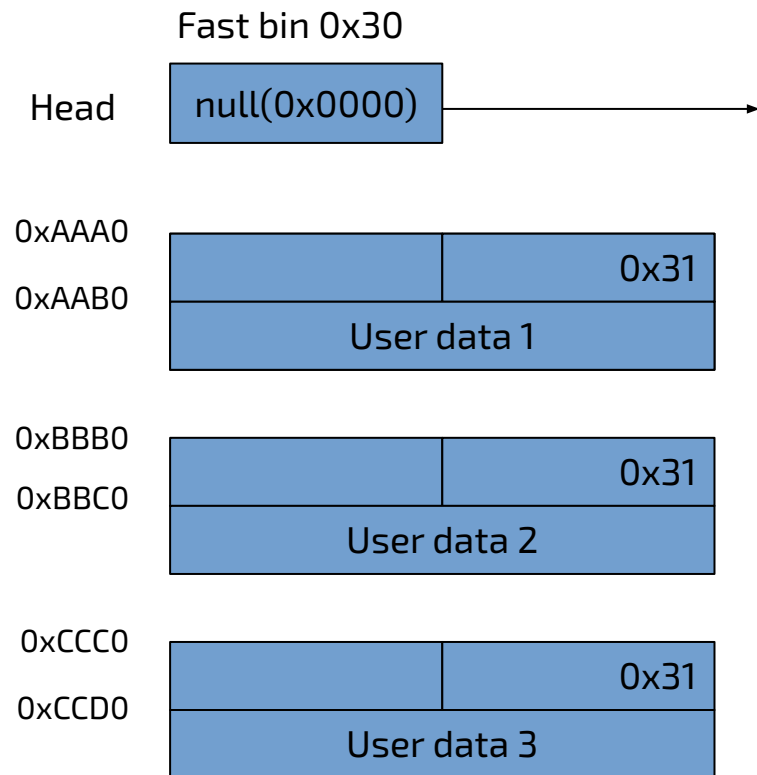 Fast bin 0x30
Head
null(0x0000)
0xAAA0
0x31
0xAAB0
User data 1
0xBBB0
0x31
0xBBC0
User data 2
0xCCC0
0x31
0xCCD0
User data 3